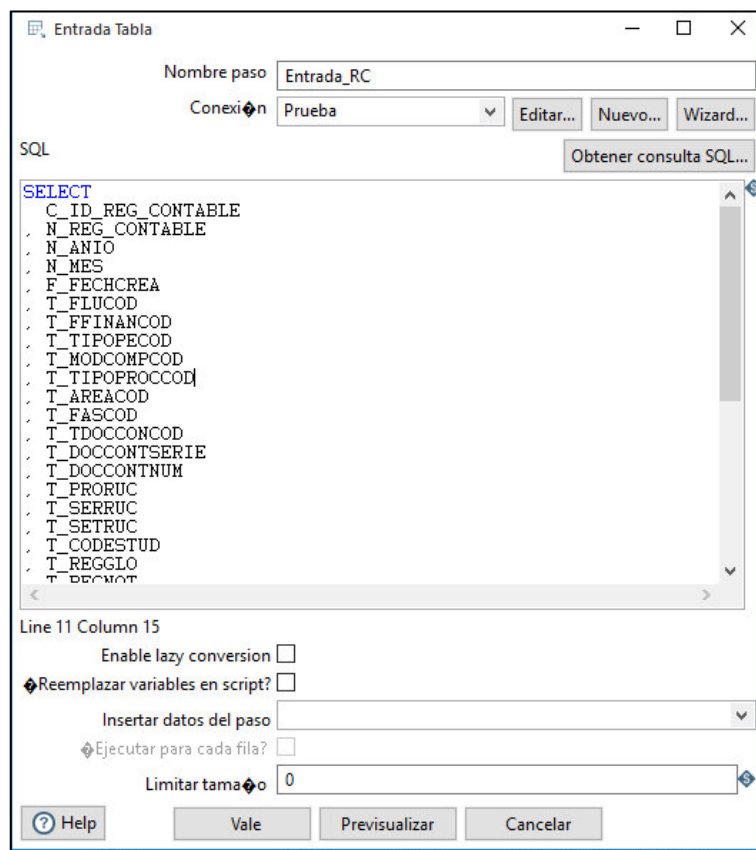 Entrada Tabla
Nombre paso Entrada_RC
Conexi�n Prueba Editar... Nuevo... Wizard...
SQL Obtener consulta SQL...
SELECT
C_ID_REG_CONTABLE
, N_REG_CONTABLE
, N_ANIO
, N_MES
, F_FECHCREA
, T_FLUCOD
, T_FFINANCOD
, T_TIPOPECOD
, T_MODCOMPCOD
, T_TIPOPROCCOD
, T_AREACOD
, T_FASCOD
, T_TDOCCONCOD
, T_DOCCONTSERIE
, T_DOCCONTNUM
, T_PRORUC
, T_SERRUC
, T_SETRUC
, T_CODESTUD
, T_REGGLO
Line 11 Column 15
Enable lazy conversion
�Reemplazar variables en script?
Insertar datos del paso
�Ejecutar para cada fila?
Limitar tama�o 0
Help Vale Previsualizar Cancelar